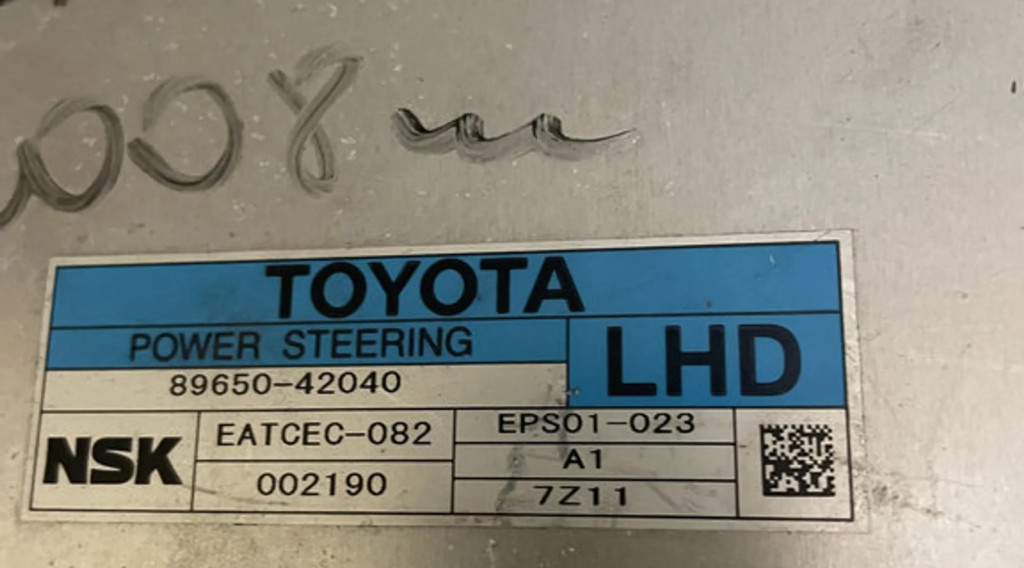 008
TOYOTA
POWER STEERING
LHD
89650-42040
NSK
EATCEC-082
002190
EPS01-023
A1
7Z11